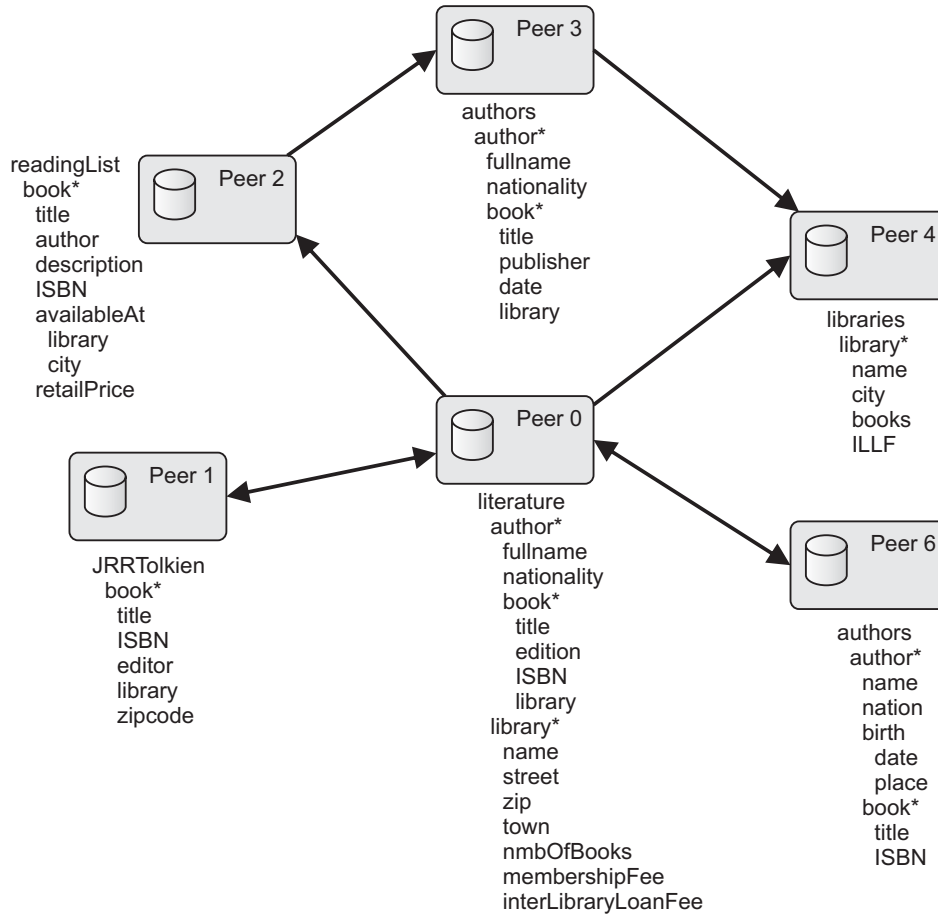 Peer 3
authors
author*
fullname
nationality
book*
title
publisher
date
library
readingList
book*
title
author
description
ISBN
availableAt
library
city
retailPrice
Peer 2
Peer 4
libraries
library*
name
city
books
ILLF
Peer 0
literature
author*
fullname
nationality
book*
title
edition
ISBN
library
library*
name
street
zip
town
nmbOfBooks
membershipFee
interLibraryLoanFee
Peer 1
JRRTolkien
book*
title
ISBN
editor
library
zipcode
Peer 6
authors
author*
name
nation
birth
date
place
book*
title
ISBN